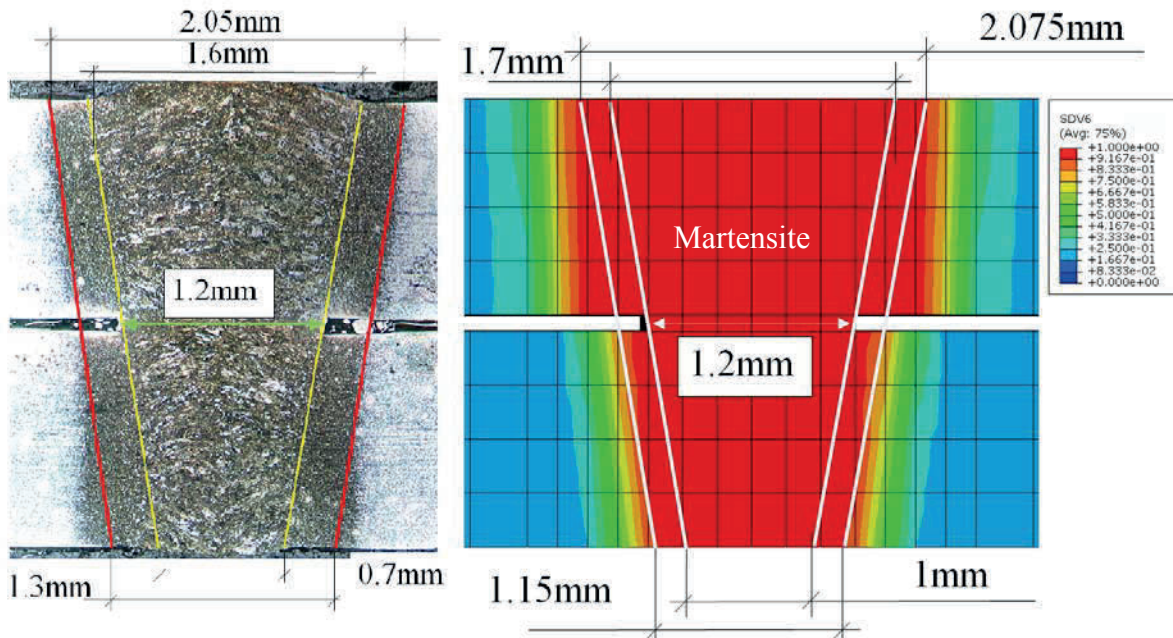 2.05mm
1.6mm
1.2mm
1.3mm
0.7mm
2.075mm
1.7mm
Martensite
1.2mm
1.15mm
1mm
SDV6
(Avg: 75%)
+1.000e+00
+9.167e-01
+8.333e-01
+7.500e-01
+6.667e-01
+5.833e-01
+5.000e-01
+4.167e-01
+3.333e-01
+2.500e-01
+1.667e-01
+8.333e-02
+0.000e+00